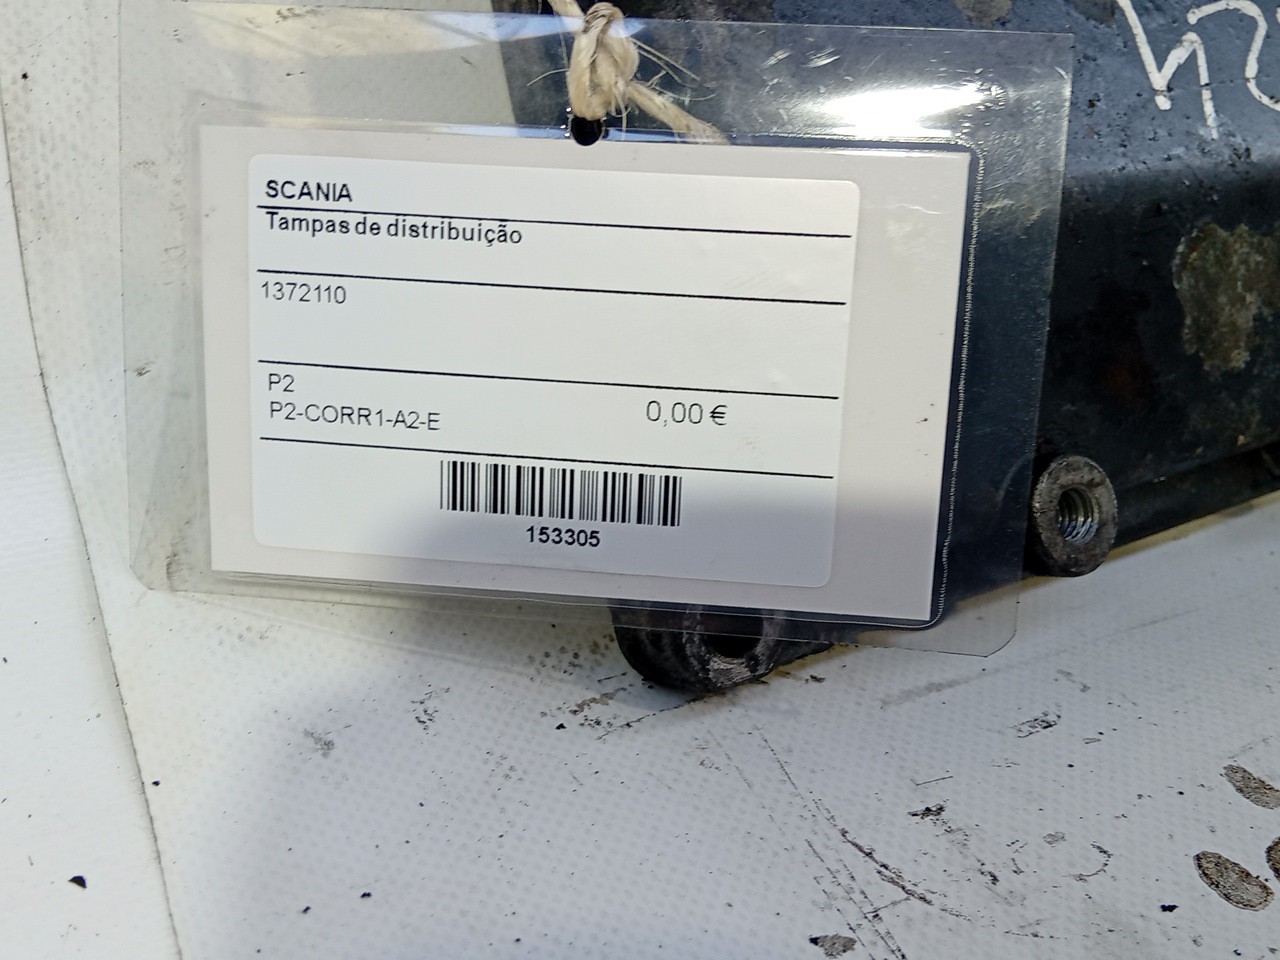 SCANIA
Tampas de distribuição
1372110
P2
P2-CORR1-A2-E
0,00 €
153305